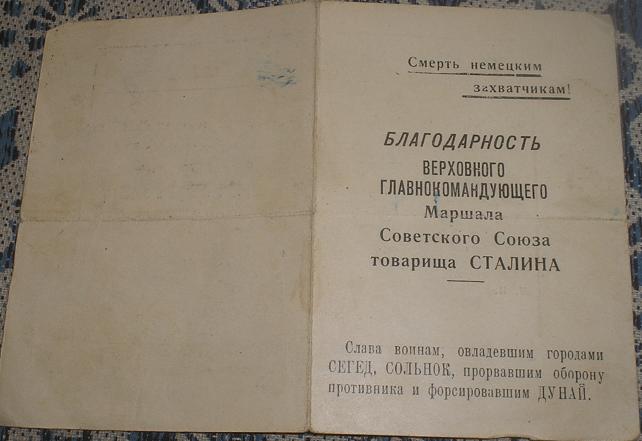 Смерть немецким
захватчикам!
БЛАГОДАРНОСТЬ
ВЕРХОВНОГО
ГЛАВНОКОМАНДУЮЩЕГО
Маршала
Советского Союза
товарища СТАЛИНА
Слава воинам, овладевшим городами
СЕГЕД, СОЛЬНОК, прорвавшим оборону
противника и форсировавшим ДУНАЙ.